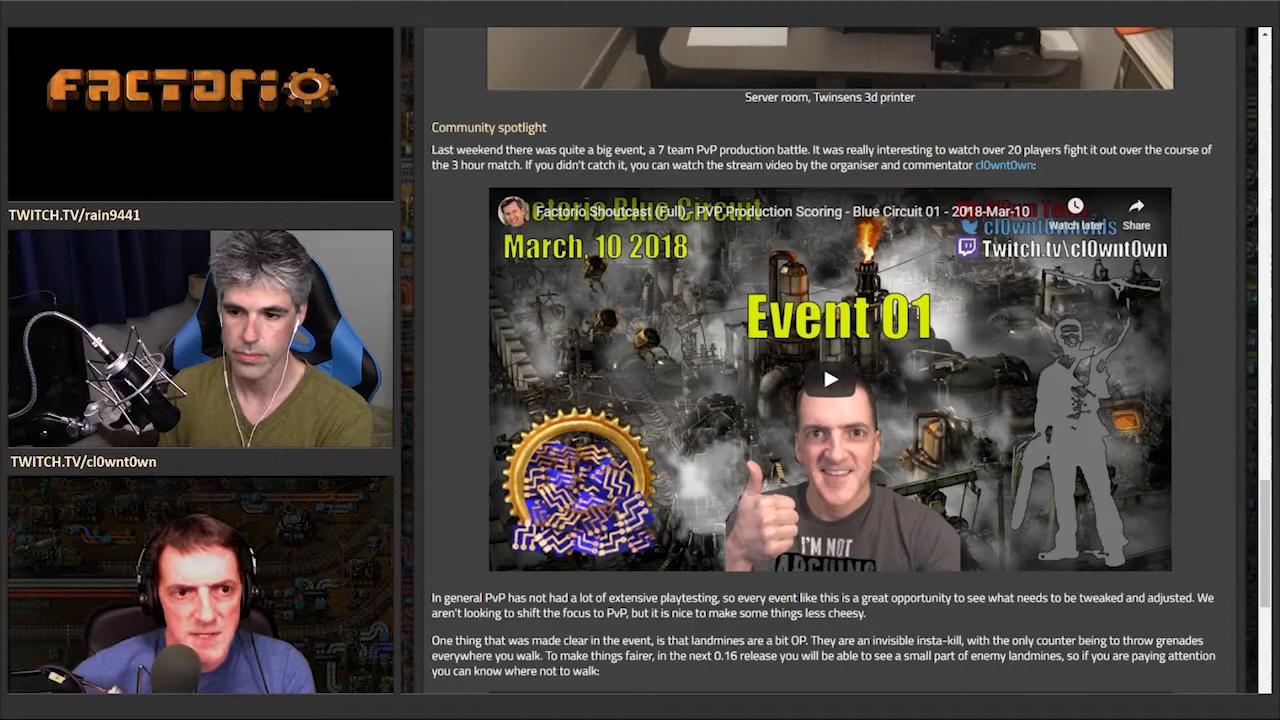 FACTORIO
TWITCH.TV/rain9441
TWITCH.TV/cl0wnt0wn
Server room, Twinsens 3d printer
Community spotlight
Last weekend there was quite a big event, a 7 team PvP production battle. It was really interesting to watch over 20 players fight it out over the course of
the 3 hour match. If you didn't catch it, you can watch the stream video by the organiser and commentator cl0wnt0wn:
Factorio Shoutcast (Full) - PVP Production Scoring - Blue Circuit 01 - 2018-Mar-10
Factorio Blue Circuit
Watch later
Share
March, 10 2018
Twitch.tv\cl0wnt0wn
Event 01
I'M NOT
ARGUING
In general PvP has not had a lot of extensive playtesting, so every event like this is a great opportunity to see what needs to be tweaked and adjusted. We
aren't looking to shift the focus to PvP, but it is nice to make some things less cheesy.
One thing that was made clear in the event, is that landmines are a bit OP. They are an invisible insta-kill, with the only counter being to throw grenades
everywhere you walk. To make things fairer, in the next 0.16 release you will be able to see a small part of enemy landmines, so if you are paying attention
you can know where not to walk: